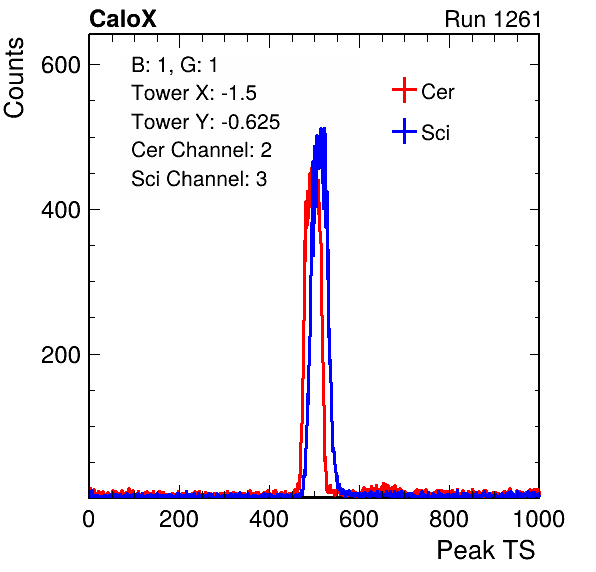 CaloX Run 1261
Counts
B: 1, G: 1
Tower X: -1.5
Tower Y: -0.625
Cer Channel: 2
Sci Channel: 3
Cer
Sci
600
400
200
0 200 400 600 800 1000
Peak TS